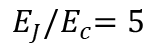 E_J/E_c = 5